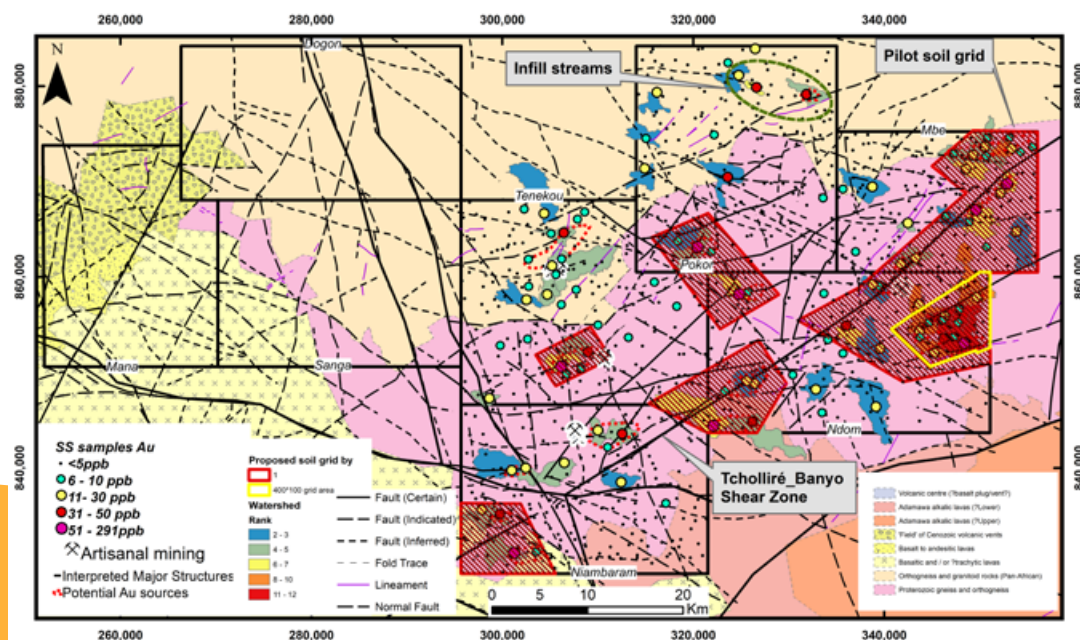 260,000 300,000 320,000 340,000
N
Dogon
Infill streams
Pilot soil grid
880,000
880,000
Mbe
Tenekou
Pokor
860,000
860,000
Mana
Sanga
Ndom
840,000
840,000
Tcholliré_Banyo
Shear Zone
Niambaram
SS samples Au
<5ppb
6 - 10 ppb
11- 30 ppb
31 - 50 ppb
51 - 291ppb
Artisanal mining
Interpreted Major Structures
Potential Au sources
Proposed soil grid by
1
400*100 grid area
Watershed
Rank
2 - 3
4 - 5
6 - 7
8 - 10
11 - 12
Fault (Certain)
Fault (Indicated)
Fault (Inferred)
Fold Trace
Lineament
Normal Fault
0 5 10 20
Km
Volcanic centre (?basalt plug/vent?)
Adamawa alkalic lavas (?Lower)
Adamawa alkalic lavas (?Upper)
'Field' of Cenozoic volcanic vents
Basalt to andesitic lavas
Basaltic and / or ?trachytic lavas
Orthogneiss and granitoid rocks (Pan-African)
Proterozoic gneiss and orthogneiss
260,000 280,000 300,000 320,000 340,000